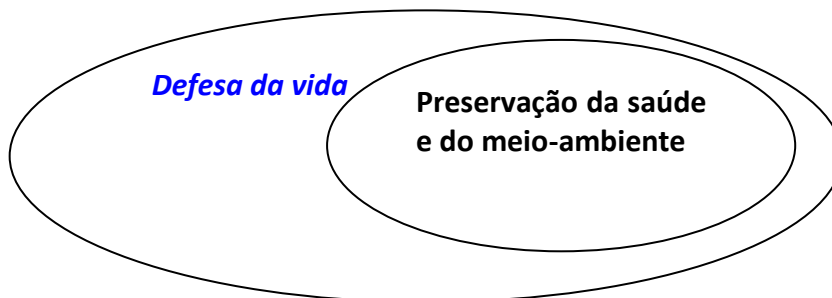 Defesa da vida
Preservação da saúde
e do meio-ambiente